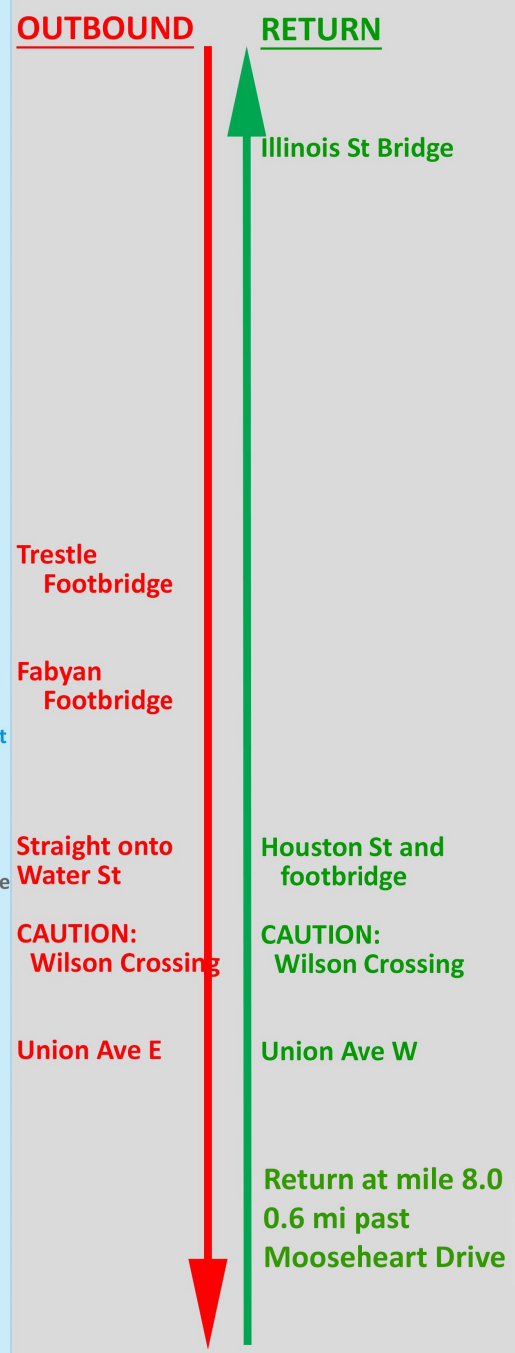 OUTBOUND
Trestle
Footbridge
Fabyan
Footbridge
t
Straight onto
e Water St
CAUTION:
Wilson Crossing
Union Ave E
RETURN
Illinois St Bridge
Houston St and
footbridge
CAUTION:
Wilson Crossing
Union Ave W
Return at mile 8.0
0.6 mi past
Mooseheart Drive